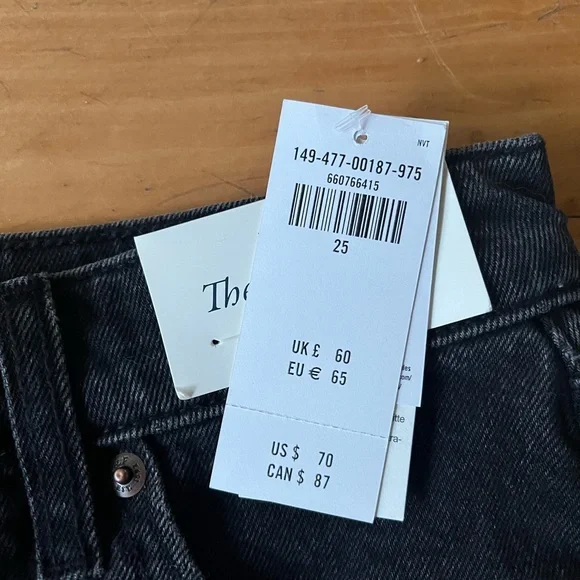 NVT
149-477-00187-975
660766415
25
The
UK £ 60
EU € 65
US $ 70
CAN $ 87